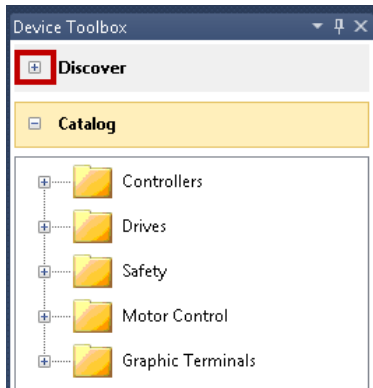 Device Toolbox
Discover
Catalog
Controllers
Drives
Safety
Motor Control
Graphic Terminals